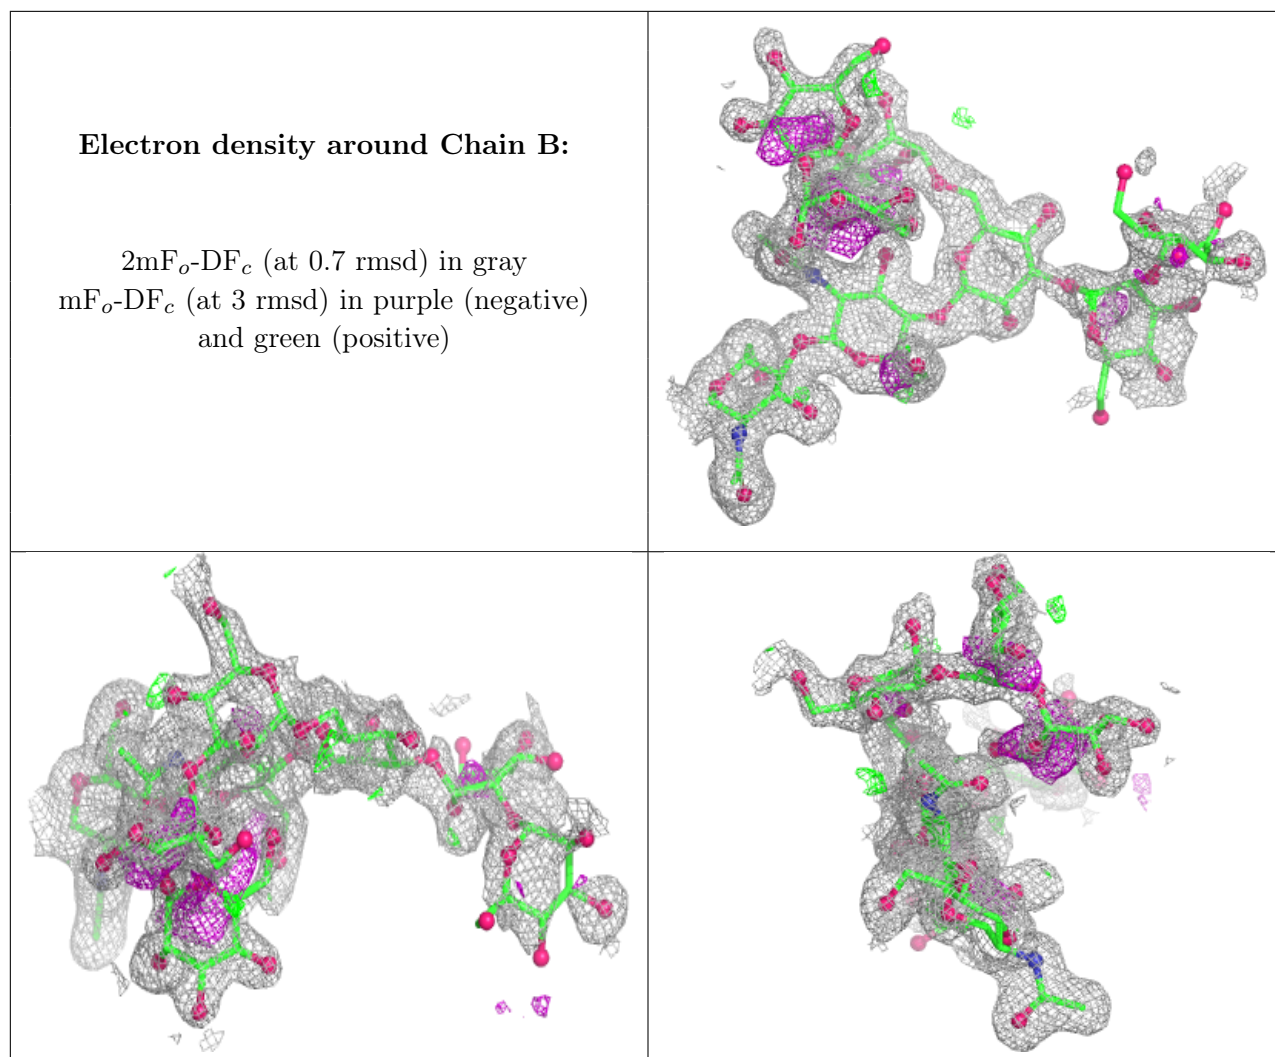 Electron density around Chain B:
2mFo-DFc (at 0.7 rmsd) in gray
mFo-DFc (at 3 rmsd) in purple (negative)
and green (positive)